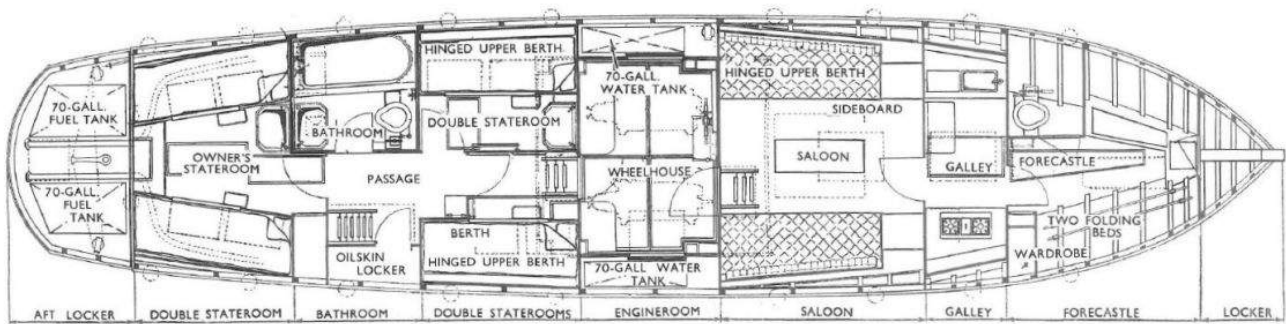 70-GALL.
FUEL TANK
OWNER'S
STATEROOM
70-GALL.
FUEL
TANK
BATHROOM
PASSAGE
OILSKIN
LOCKER
HINGED UPPER BERTH
DOUBLE STATEROOM
BERTH
HINGED UPPER BERTH
70-GALL.
WATER TANK
WHEELHOUSE
70-GALL WATER
TANK
HINGED UPPER BERTH
SIDEBOARD
SALOON
GALLEY
FORECASTLE
TWO FOLDING
BEDS
WARDROBE
AFT LOCKER
DOUBLE STATEROOM
BATHROOM
DOUBLE STATEROOMS
ENGINEROOM
SALOON
GALLEY
FORECASTLE
LOCKER